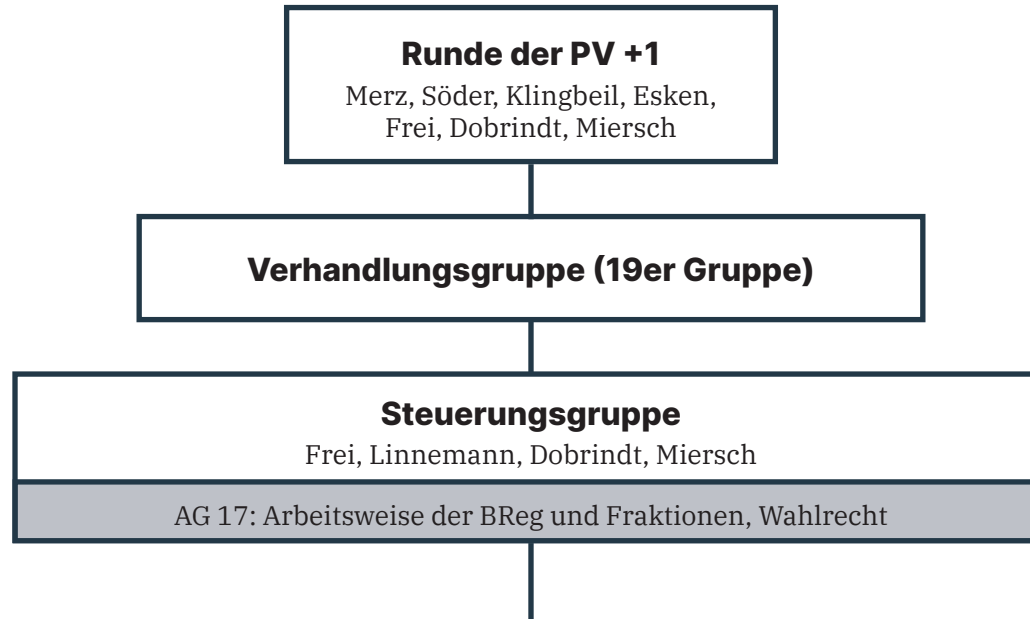 Runde der PV +1
Merz, Söder, Klingbeil, Esken,
Frei, Dobrindt, Miersch
Verhandlungsgruppe (19er Gruppe)
Steuerungsgruppe
Frei, Linnemann, Dobrindt, Miersch
AG 17: Arbeitsweise der BReg und Fraktionen, Wahlrecht